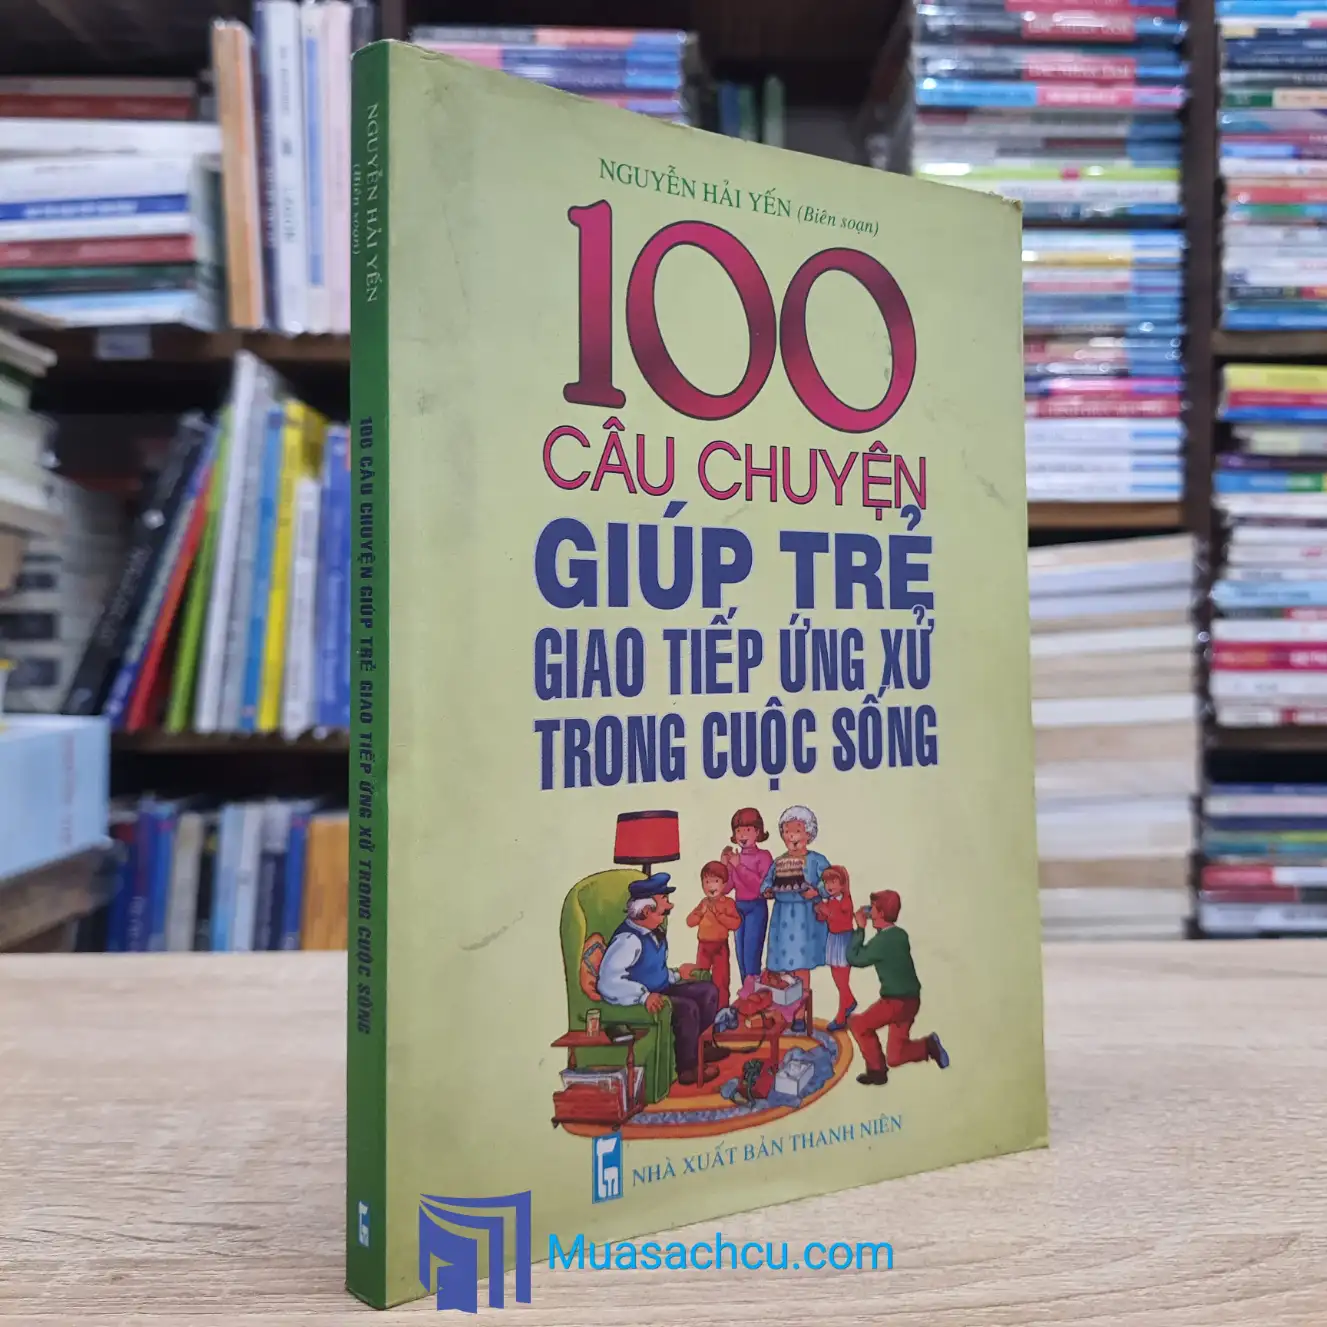 NGUYỄN HẢI YẾN (Biên soạn)
100
CÂU CHUYỆN
GIÚP TRẺ
GIAO TIẾP ỨNG XỬ
TRONG CUỘC SỐNG
NHÀ XUẤT BẢN THANH NIÊN
NGUYỄN HẢI YẾN
(Biên soạn)
100 CÂU CHUYỆN GIÚP TRẺ GIAO TIẾP ỨNG XỬ TRONG CUỘC SỐNG
Muasachcu.com